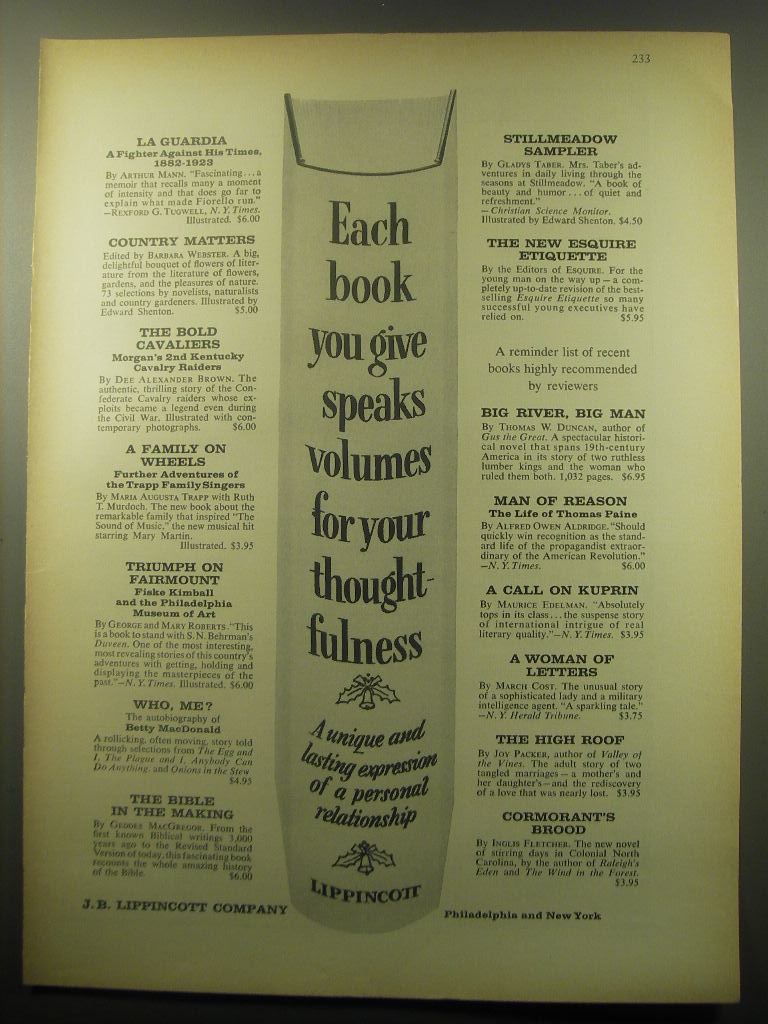 233
LA GUARDIA
A Fighter Against His Times,
1882-1923
By ARTHUR MANN. “Fascinating...a
memoir that recalls many a moment
of intensity and that does go far to
explain what made Fiorello run.”
—REXFORD G. TUGWELL, N. Y. Times.
Illustrated. $6.00
COUNTRY MATTERS
Edited by BARBARA WEBSTER. A big,
delightful bouquet of flowers of liter-
ature from the literature of flowers,
gardens, and the pleasures of nature.
73 selections by novelists, naturalists
and country gardeners. Illustrated by
Edward Shenton. $5.00
THE BOLD
CAVALIERS
Morgan's 2nd Kentucky
Cavalry Raiders
By DEE ALEXANDER BROWN. The
authentic, thrilling story of the Con-
federate Cavalry raiders whose ex-
ploits became a legend even during
the Civil War. Illustrated with con-
temporary photographs. $6.00
A FAMILY ON
WHEELS
Further Adventures of
the Trapp Family Singers
By MARIA AUGUSTA TRAPP with Ruth
T. Murdoch. The new book about the
remarkable family that inspired “The
Sound of Music,” the new musical hit
starring Mary Martin.
Illustrated. $3.95
TRIUMPH ON
FAIRMOUNT
Fiske Kimball
and the Philadelphia
Museum of Art
By GEORGE and MARY ROBERTS. “This
is a book to stand with S. N. Behrman's
Duveen. One of the most interesting,
most revealing stories of this country's
adventures with getting, holding and
displaying the masterpieces of the
past.”—N. Y. Times. Illustrated. $6.00
WHO, ME?
The autobiography of
Betty MacDonald
A rollicking, often moving, story told
through selections from The Egg and
I, The Plague and I, Anybody Can
Do Anything, and Onions in the Stew
$4.95
THE BIBLE
IN THE MAKING
By GEDDES MACGREGOR. From the
first known Biblical writings 3,000
years ago to the Revised Standard
Version of today, this fascinating book
recounts the whole amazing history
of the Bible. $6.00
J. B. LIPPINCOTT COMPANY
Each
book
you give
speaks
volumes
for your
thought-
fulness
A unique and
lasting expression
of a personal
relationship
LIPPINCOTT
STILLMEADOW
SAMPLER
By GLADYS TABER. Mrs. Taber's ad-
ventures in daily living through the
seasons at Stillmeadow. “A book of
beauty and humor...of quiet and
refreshment.”
—Christian Science Monitor.
Illustrated by Edward Shenton. $4.50
THE NEW ESQUIRE
ETIQUETTE
By the Editors of ESQUIRE. For the
young man on the way up — a com-
pletely up-to-date revision of the best-
selling Esquire Etiquette so many
successful young executives have
relied on. $5.95
A reminder list of recent
books highly recommended
by reviewers
BIG RIVER, BIG MAN
By THOMAS W. DUNCAN, author of
Gus the Great. A spectacular histori-
cal novel that spans 19th-century
America in its story of two ruthless
lumber kings and the woman who
ruled them both. 1,032 pages. $6.95
MAN OF REASON
The Life of Thomas Paine
By ALFRED OWEN ALDRIDGE. “Should
quickly win recognition as the stand-
ard life of the propagandist extraor-
dinary of the American Revolution.”
—N. Y. Times. $6.00
A CALL ON KUPRIN
By MAURICE EDELMAN. “Absolutely
tops in its class...the suspense story
of international intrigue of real
literary quality.”—N. Y. Times. $3.95
A WOMAN OF
LETTERS
By MARCH COST. The unusual story
of a sophisticated lady and a military
intelligence agent. “A sparkling tale.”
—N. Y. Herald Tribune. $3.75
THE HIGH ROOF
By JOY PACKER, author of Valley of
the Vines. The adult story of two
tangled marriages — a mother's and
her daughter's — and the rediscovery
of a love that was nearly lost. $3.95
CORMORANT'S
BROOD
By INGLIS FLETCHER. The new novel
of stirring days in Colonial North
Carolina, by the author of Raleigh's
Eden and The Wind in the Forest.
$3.95
Philadelphia and New York